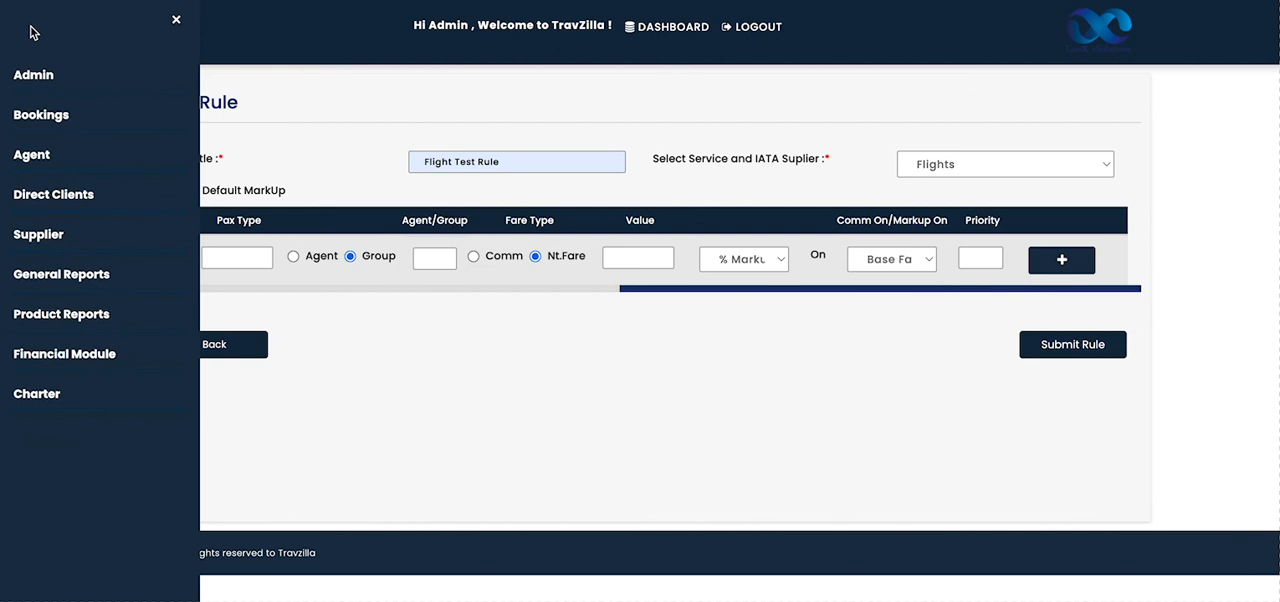 ×
Hi Admin , Welcome to TravZilla !
DASHBOARD
LOGOUT
Admin
Bookings
Agent
Direct Clients
Supplier
General Reports
Product Reports
Financial Module
Charter
Rule
tle :*
Flight Test Rule
Select Service and IATA Suplier :*
Flights
Default MarkUp
Pax Type Agent/Group Fare Type Value Comm On/Markup On Priority
Agent Group Comm Nt.Fare % Marku On Base Fa +
Back
Submit Rule
ghts reserved to Travzilla